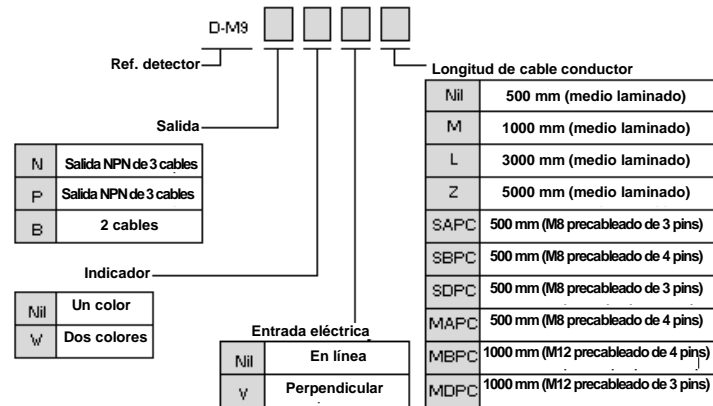 D-M9
Ref. detector
Longitud de cable conductor
Nil 500 mm (medio laminado)
M 1000 mm (medio laminado)
L 3000 mm (medio laminado)
Z 5000 mm (medio laminado)
SAPC 500 mm (M8 precableado de 3 pins)
SBPC 500 mm (M8 precableado de 4 pins)
SDPC 500 mm (M8 precableado de 3 pins)
MAPC 500 mm (M8 precableado de 4 pins)
MBPC 1000 mm (M12 precableado de 4 pins)
MDPC 1000 mm (M12 precableado de 3 pins)
Salida
N Salida NPN de 3 cables
P Salida NPN de 3 cables
B 2 cables
Indicador
Nil Un color
W Dos colores
Entrada eléctrica
Nil En línea
V Perpendicular